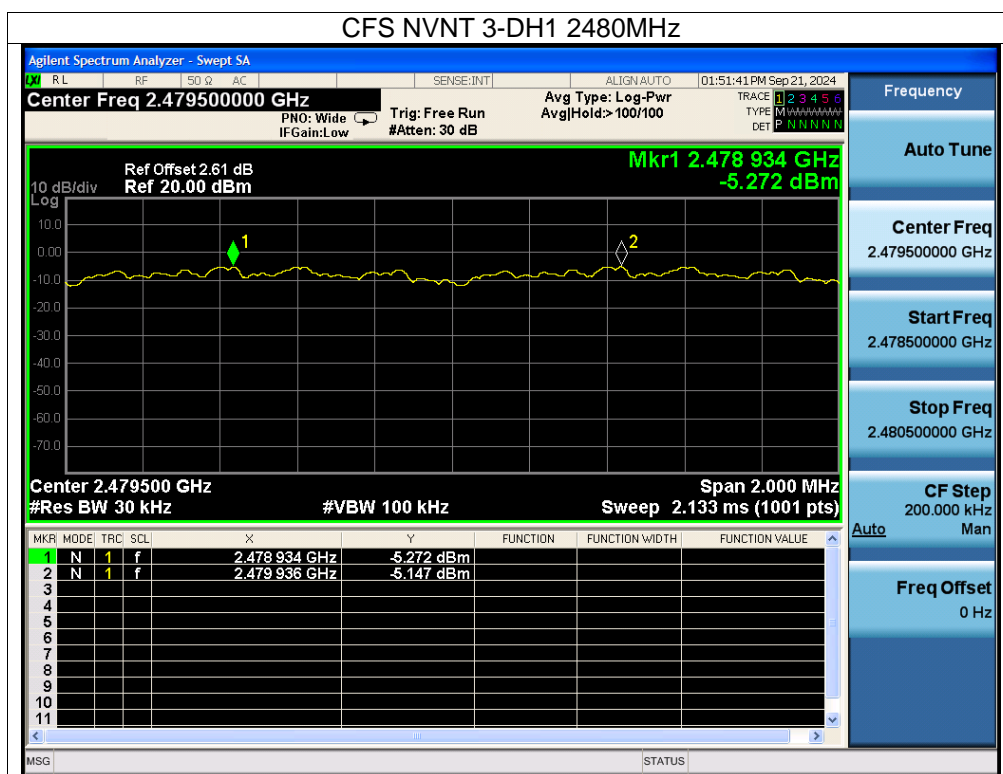 CFS NVNT 3-DH1 2480MHz
Agilent Spectrum Analyzer - Swept SA
LXI RL RF 50 Ω AC SENSE:INT ALIGN AUTO 01:51:41 PM Sep 21, 2024
Center Freq 2.479500000 GHz
PNO: Wide
IFGain:Low
Trig: Free Run
#Atten: 30 dB
Avg Type: Log-Pwr
Avg|Hold:>100/100
TRACE 1 2 3 4 5 6
TYPE M
DET P N N N N N
Mkr1 2.478 934 GHz
-5.272 dBm
Ref Offset 2.61 dB
10 dB/div Ref 20.00 dBm
Log
10.0
0.00
-10.0
-20.0
-30.0
-40.0
-50.0
-60.0
-70.0
1
2
Center 2.479500 GHz Span 2.000 MHz
#Res BW 30 kHz #VBW 100 kHz Sweep 2.133 ms (1001 pts)
MKR MODE TRC SCL X Y FUNCTION FUNCTION WIDTH FUNCTION VALUE
1 N 1 f 2.478 934 GHz -5.272 dBm
2 N 1 f 2.479 936 GHz -5.147 dBm
3
4
5
6
7
8
9
10
11
MSG STATUS
Frequency
Auto Tune
Center Freq
2.479500000 GHz
Start Freq
2.478500000 GHz
Stop Freq
2.480500000 GHz
CF Step
200.000 kHz
Auto Man
Freq Offset
0 Hz